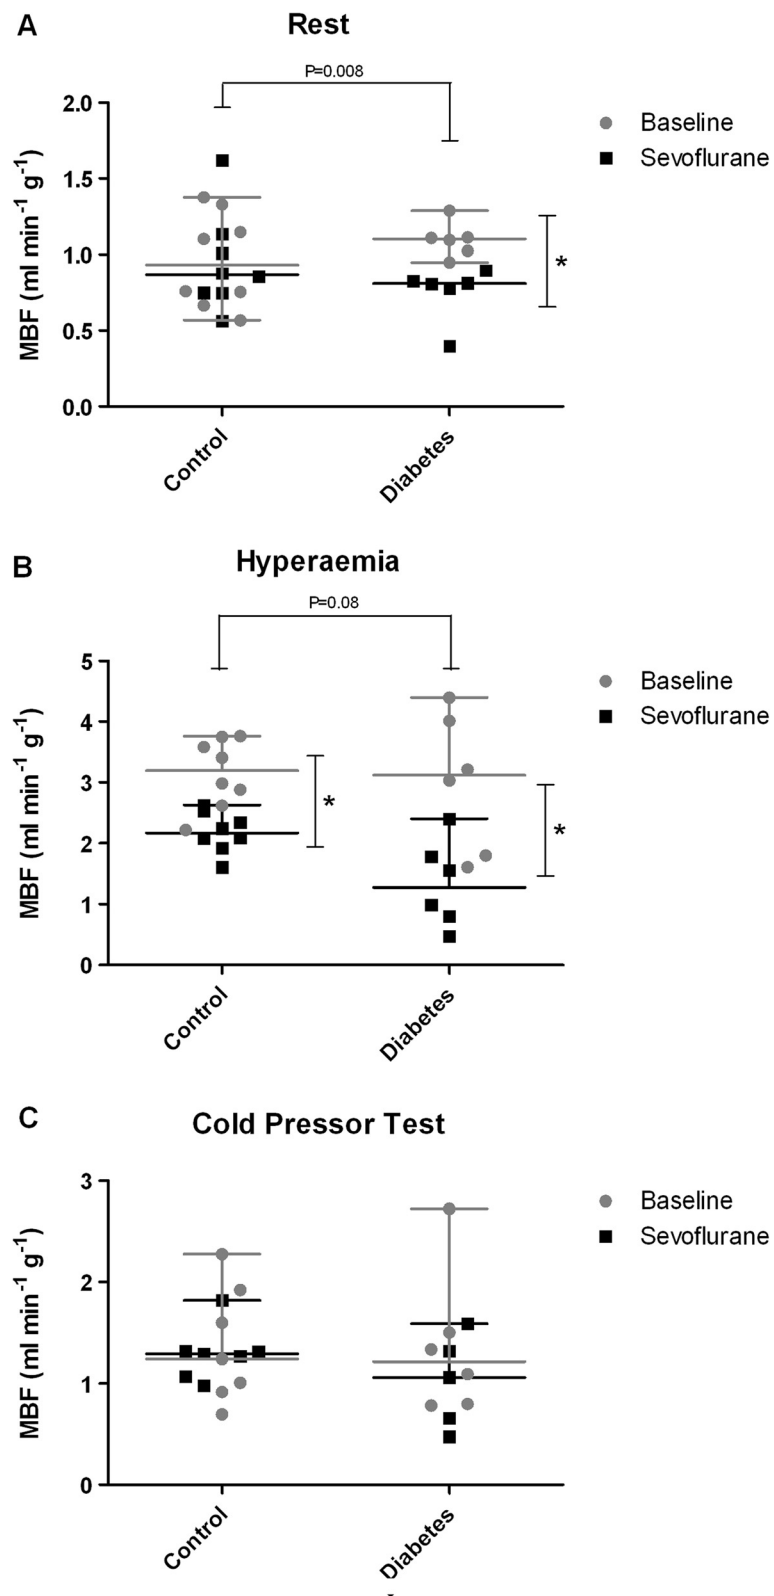 A
Rest
P=0.008
2.0
1.5
1.0
0.5
0.0
MBF (ml min⁻¹ g⁻¹)
Baseline
Sevoflurane
*
Control
Diabetes
B
Hyperaemia
P=0.08
5
4
3
2
1
0
MBF (ml min⁻¹ g⁻¹)
Baseline
Sevoflurane
*
*
Control
Diabetes
C
Cold Pressor Test
3
2
1
0
MBF (ml min⁻¹ g⁻¹)
Baseline
Sevoflurane
Control
Diabetes